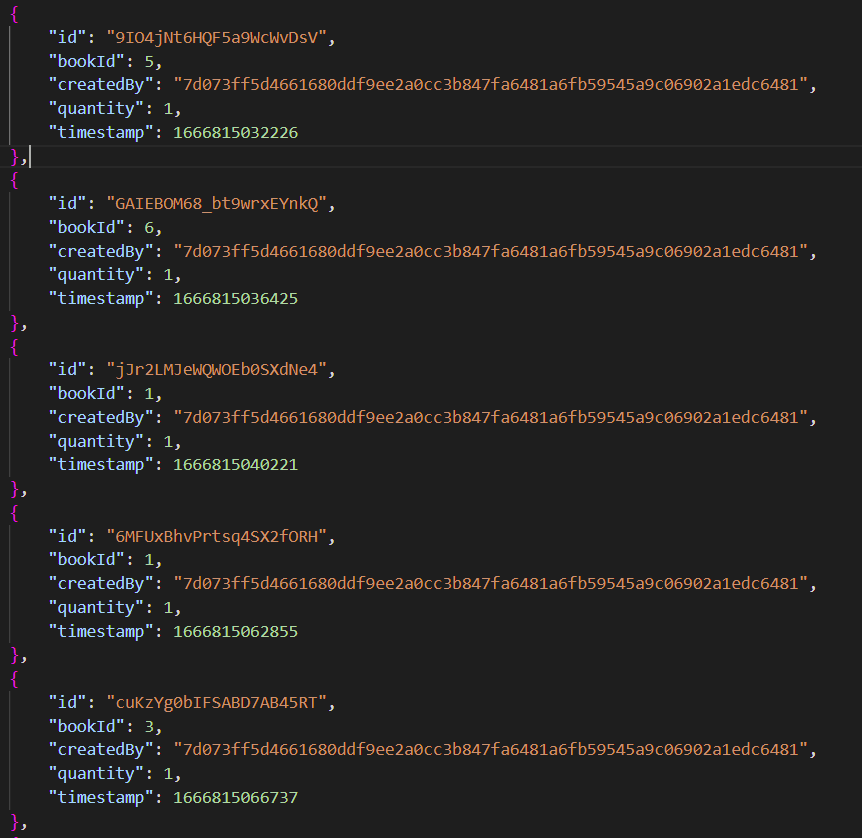 {
    "id": "9IO4jNt6HQF5a9WcWvDsV",
    "bookId": 5,
    "createdBy": "7d073ff5d4661680ddf9ee2a0cc3b847fa6481a6fb59545a9c06902a1edc6481",
    "quantity": 1,
    "timestamp": 1666815032226
},
{
    "id": "GAIEBOM68_bt9wrxEYnkQ",
    "bookId": 6,
    "createdBy": "7d073ff5d4661680ddf9ee2a0cc3b847fa6481a6fb59545a9c06902a1edc6481",
    "quantity": 1,
    "timestamp": 1666815036425
},
{
    "id": "jJr2LMJeWQWOEb0SXdNe4",
    "bookId": 1,
    "createdBy": "7d073ff5d4661680ddf9ee2a0cc3b847fa6481a6fb59545a9c06902a1edc6481",
    "quantity": 1,
    "timestamp": 1666815040221
},
{
    "id": "6MFUxBhvPrtsq4SX2fORH",
    "bookId": 1,
    "createdBy": "7d073ff5d4661680ddf9ee2a0cc3b847fa6481a6fb59545a9c06902a1edc6481",
    "quantity": 1,
    "timestamp": 1666815062855
},
{
    "id": "cuKzYg0bIFSABD7AB45RT",
    "bookId": 3,
    "createdBy": "7d073ff5d4661680ddf9ee2a0cc3b847fa6481a6fb59545a9c06902a1edc6481",
    "quantity": 1,
    "timestamp": 1666815066737
},